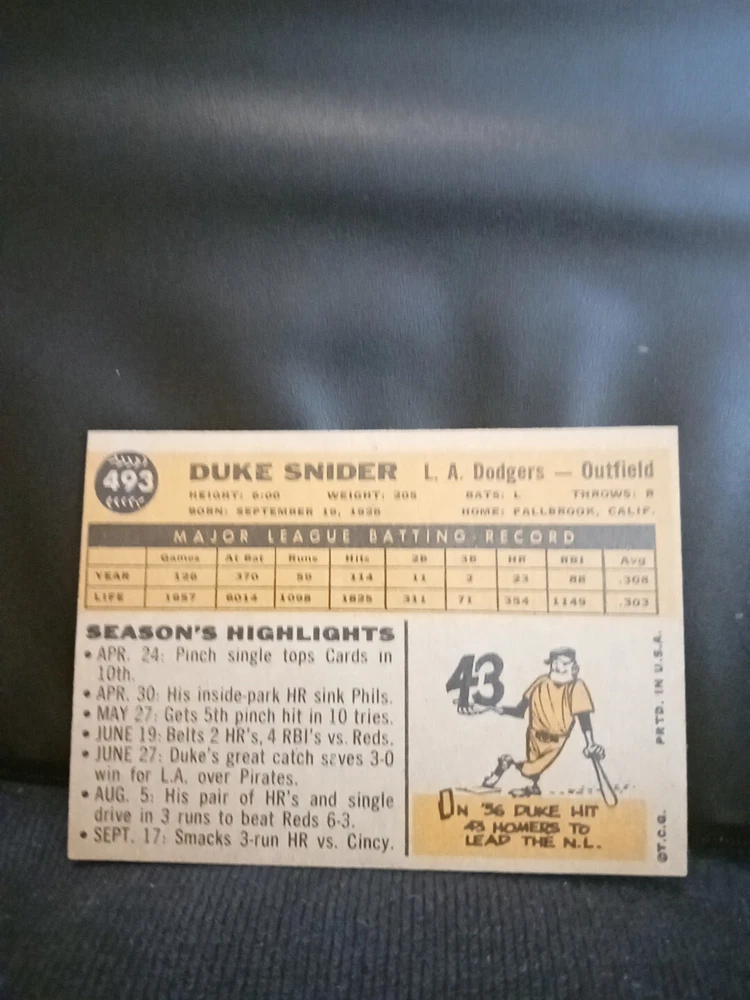 493
DUKE SNIDER L. A. Dodgers — Outfield
HEIGHT: 6:00 WEIGHT: 205 BATS: L THROWS: R
BORN: SEPTEMBER 19, 1926 HOME: FALLBROOK, CALIF.
MAJOR LEAGUE BATTING RECORD
Games At Bat Runs Hits 2B 3B HR RBI Avg
YEAR 126 370 59 114 11 2 23 88 .308
LIFE 1657 6014 1098 1825 311 71 354 1149 .303
SEASON'S HIGHLIGHTS
• APR. 24: Pinch single tops Cards in
10th.
• APR. 30: His inside-park HR sink Phils.
• MAY 27: Gets 5th pinch hit in 10 tries.
• JUNE 19: Belts 2 HR's, 4 RBI's vs. Reds.
• JUNE 27: Duke's great catch saves 3-0
win for L.A. over Pirates.
• AUG. 5: His pair of HR's and single
drive in 3 runs to beat Reds 6-3.
• SEPT. 17: Smacks 3-run HR vs. Cincy.
43
ON '56 DUKE HIT
43 HOMERS TO
LEAD THE N.L.
©T.C.G. PRTD. IN U.S.A.